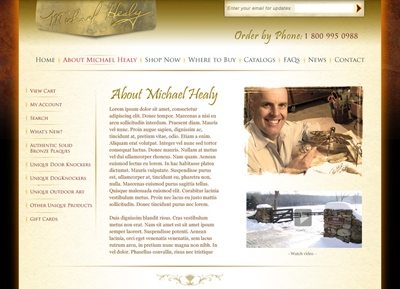 Michael Healy
Enter your email for updates:
Order by Phone: 1 800 995 0988
Home | About Michael Healy | Shop Now | Where to Buy | Catalogs | FAQs | News | Contact
View Cart
My Account
Search
What's New?
Authentic Solid
Bronze Plaques
Unique Door Knockers
Unique DogKnockers
Unique Outdoor Art
Other Unique Products
Gift Cards
About Michael Healy
Lorem ipsum dolor sit amet, consectetur
adipiscing elit. Donec tempor. Maecenas a nisi eu
arcu sollicitudin interdum. Praesent diam. Mauris
vel nunc. Proin augue sapien, dignissim ac,
tincidunt at, pretium vitae, odio. Etiam a enim.
Aliquam erat volutpat. Integer vel nunc sed tortor
consequat luctus. Donec mauris. Nullam at metus
vel dui ullamcorper rhoncus. Nam quam. Aenean
euismod lectus eu lorem. In hac habitasse platea
dictumst. Mauris vulputate. Suspendisse purus
est, ullamcorper at, tincidunt eu, pharetra non,
nulla. Maecenas euismod purus sagittis tellus.
Quisque malesuada euismod elit. Curabitur lacinia
vestibulum metus. Proin nec lacus eu justo mattis
sollicitudin. Donec purus nec lorem.
Duis dignissim blandit risus. Cras vestibulum
metus non erat. Nam sit amet est sit amet ipsum
semper laoreet. Suspendisse potenti. Aenean
lacinia, orci eget venenatis venenatis, sem lacus
rutrum arcu, in pretium nunc magna non nibh. In
vel dolor. Phasellus convallis, risus nec tristique
- Watch video -